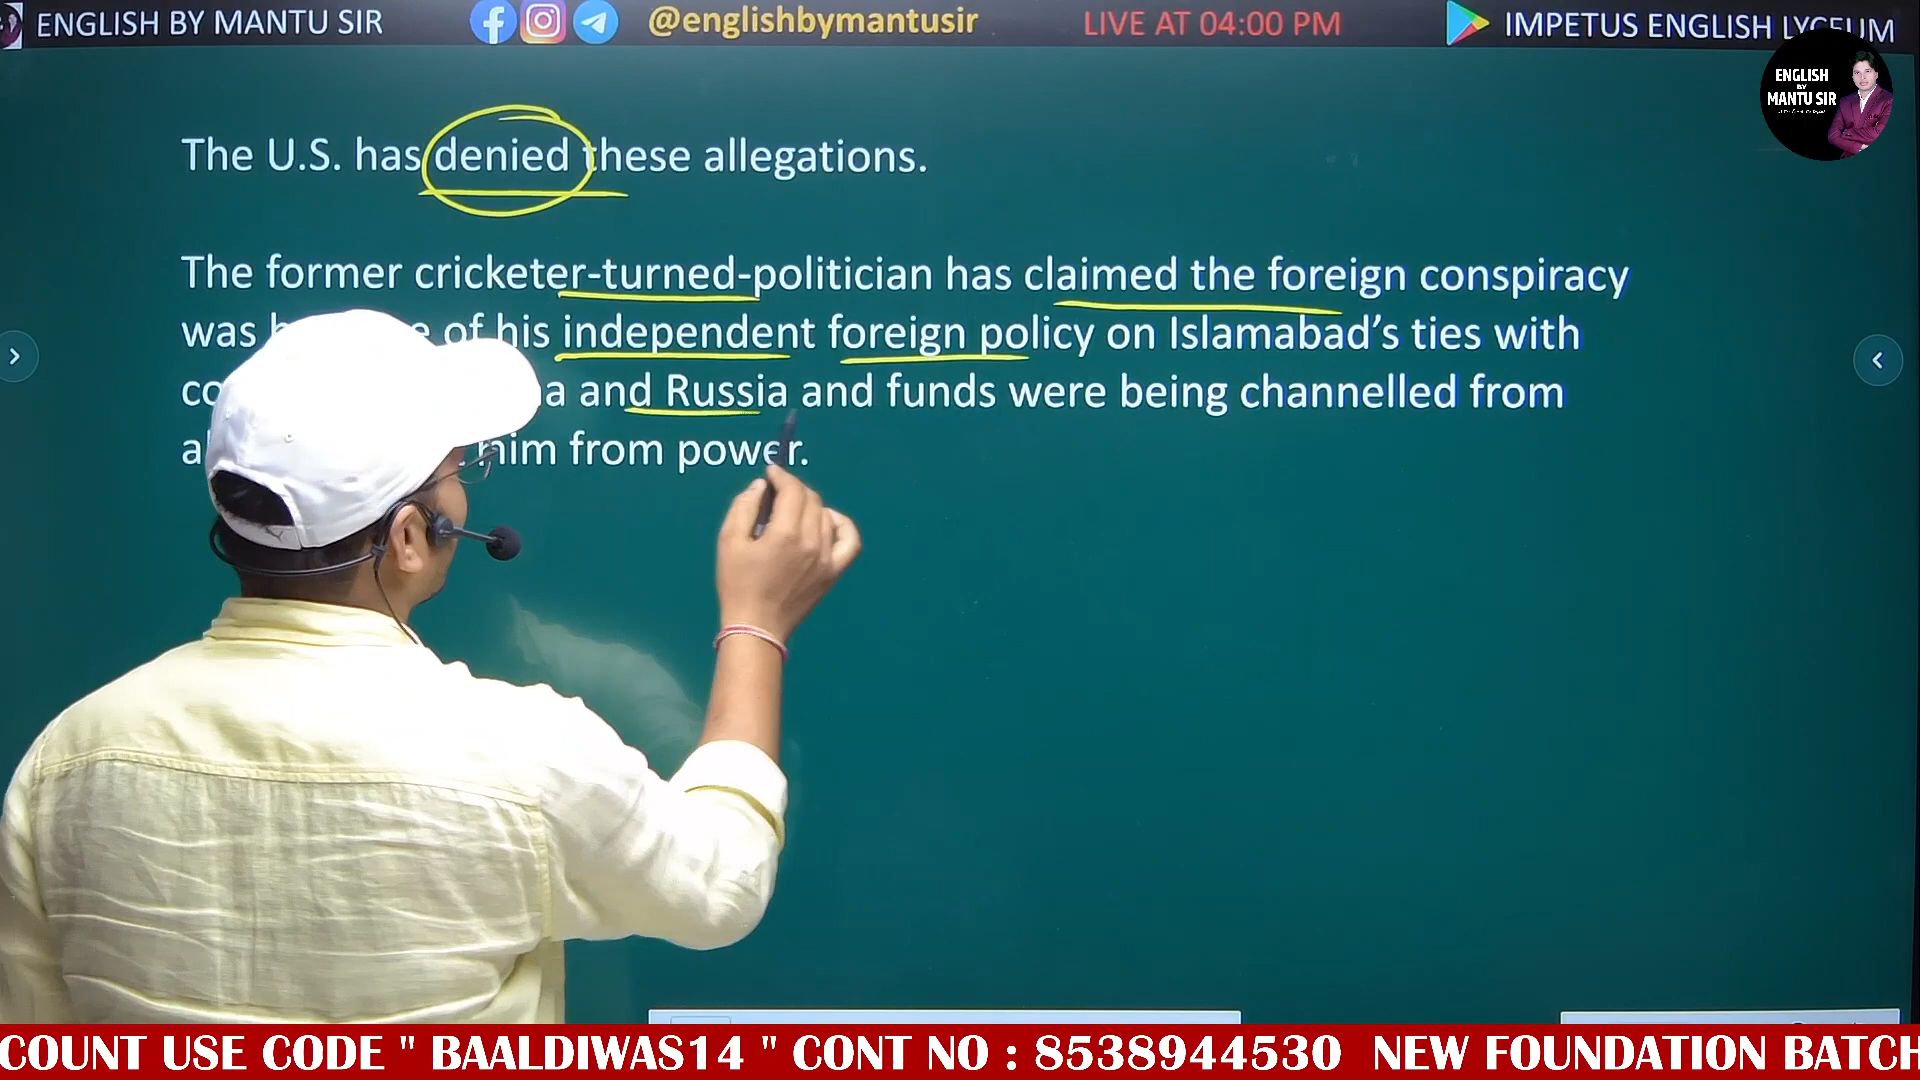 ENGLISH BY MANTU SIR
@englishbymantusir
LIVE AT 04:00 PM
IMPETUS ENGLISH LYCEUM
ENGLISH
BY
MANTU SIR
The U.S. has denied these allegations.
The former cricketer-turned-politician has claimed the foreign conspiracy
was of his independent foreign policy on Islamabad's ties with
and Russia and funds were being channelled from
him from power.
COUNT USE CODE " BAALDIWAS14 " CONT NO : 8538944530 NEW FOUNDATION BATCH